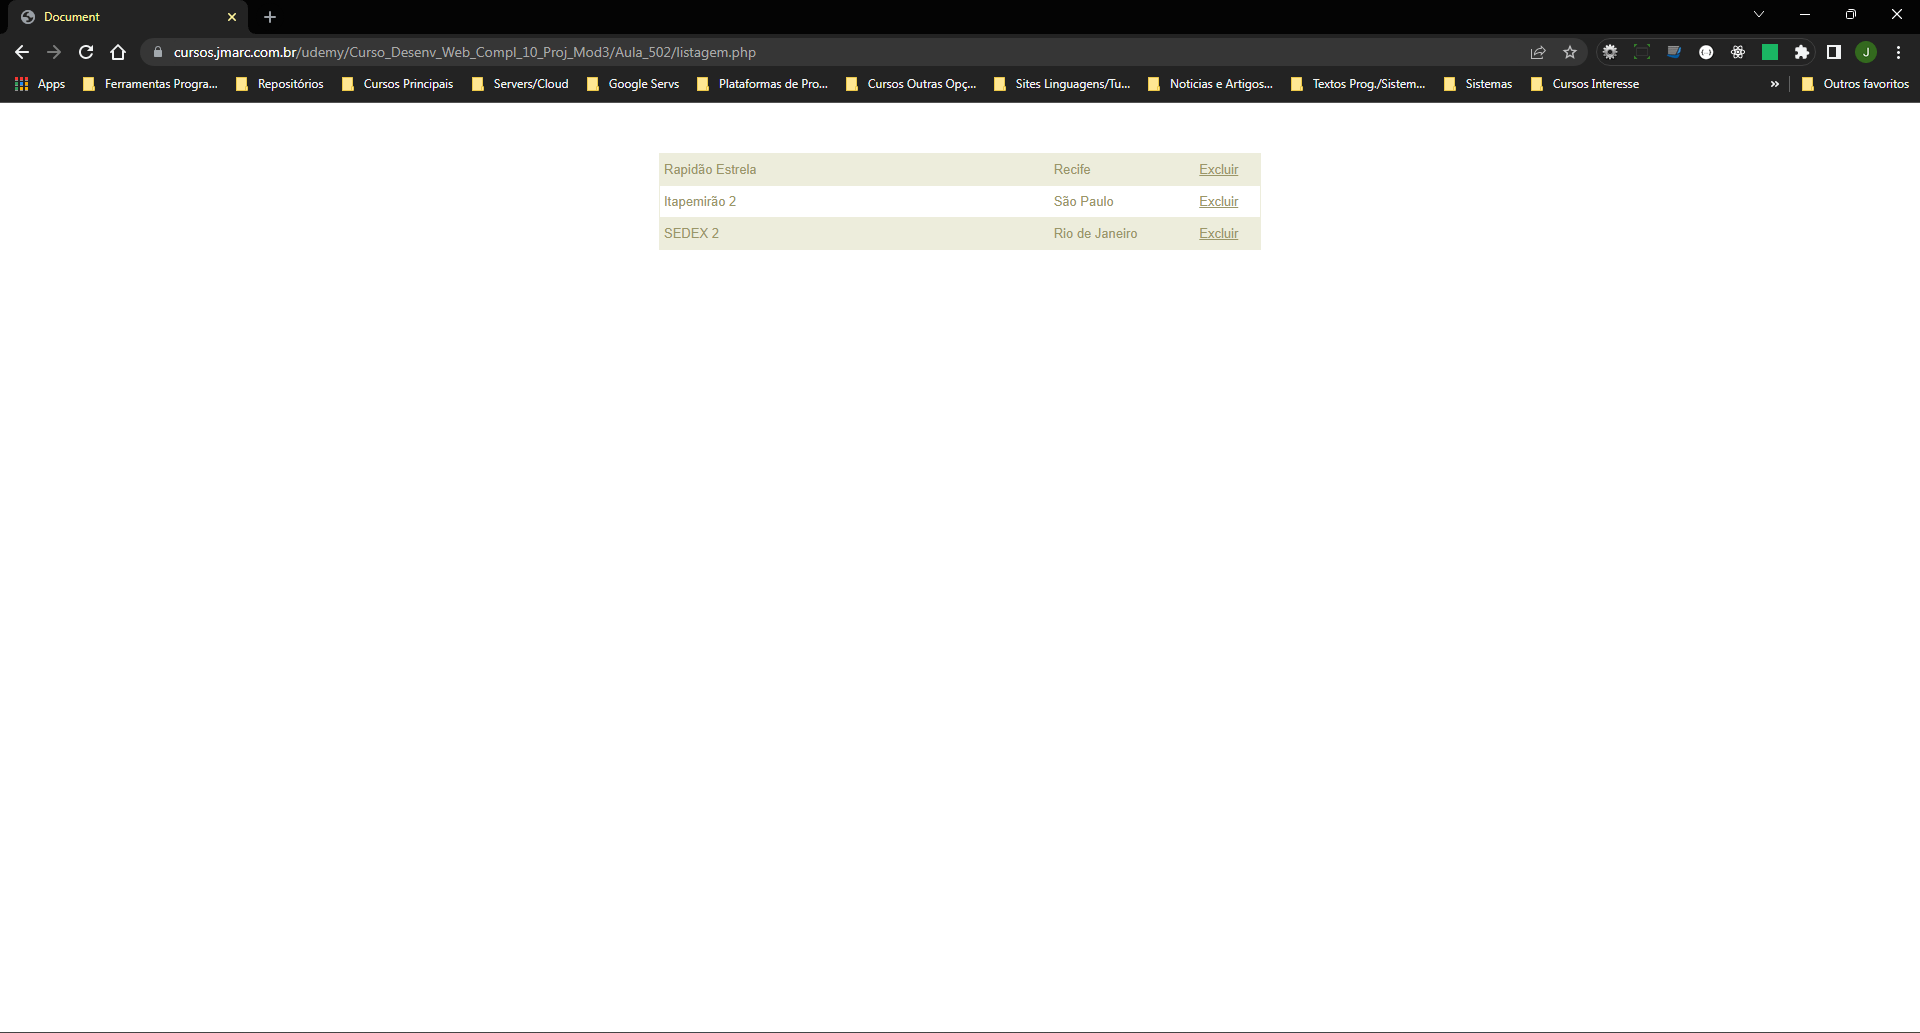 Document
cursos.jmarc.com.br/udemy/Curso_Desenv_Web_Compl_10_Proj_Mod3/Aula_502/listagem.php
J
Apps Ferramentas Progra... Repositórios Cursos Principais Servers/Cloud Google Servs Plataformas de Pro... Cursos Outras Opç... Sites Linguagens/Tu... Noticias e Artigos... Textos Prog./Sistem... Sistemas Cursos Interesse » Outros favoritos
Rapidão Estrela Recife Excluir
Itapemirão 2 São Paulo Excluir
SEDEX 2 Rio de Janeiro Excluir